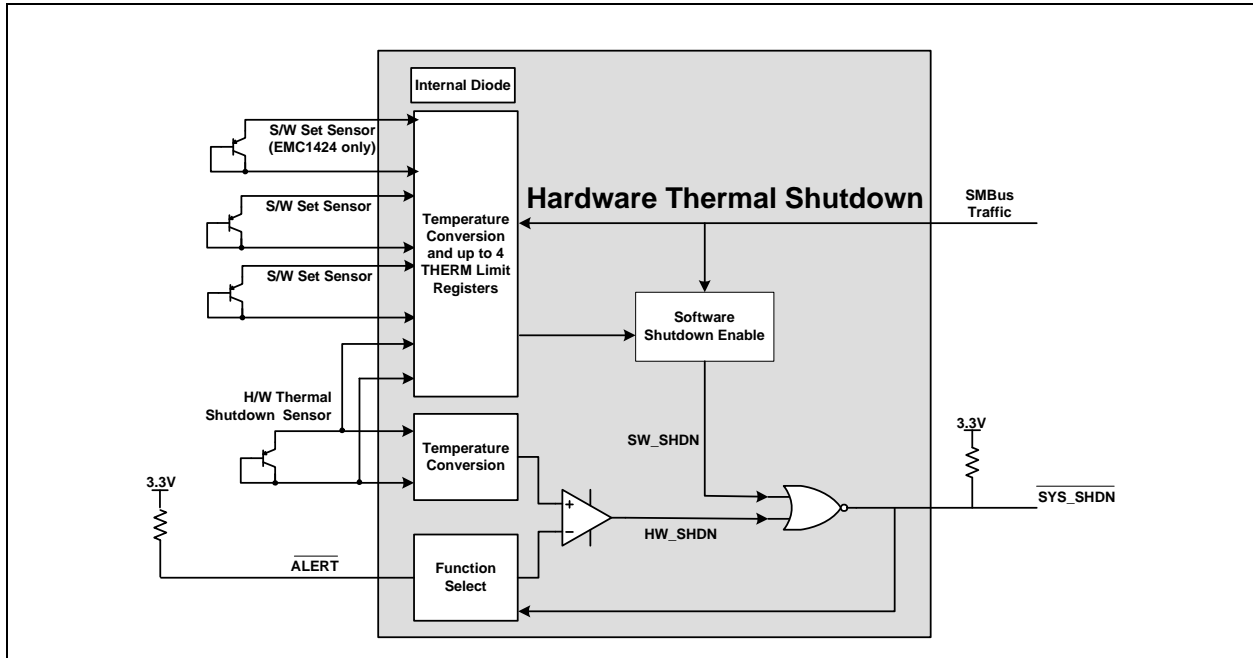 Internal Diode
S/W Set Sensor
(EMC1424 only)
S/W Set Sensor
S/W Set Sensor
Temperature
Conversion
and up to 4
THERM Limit
Registers
Hardware Thermal Shutdown
SMBus
Traffic
Software
Shutdown Enable
H/W Thermal
Shutdown Sensor
Temperature
Conversion
SW_SHDN
3.3V
SYS_SHDN
3.3V
+
−
HW_SHDN
ALERT
Function
Select